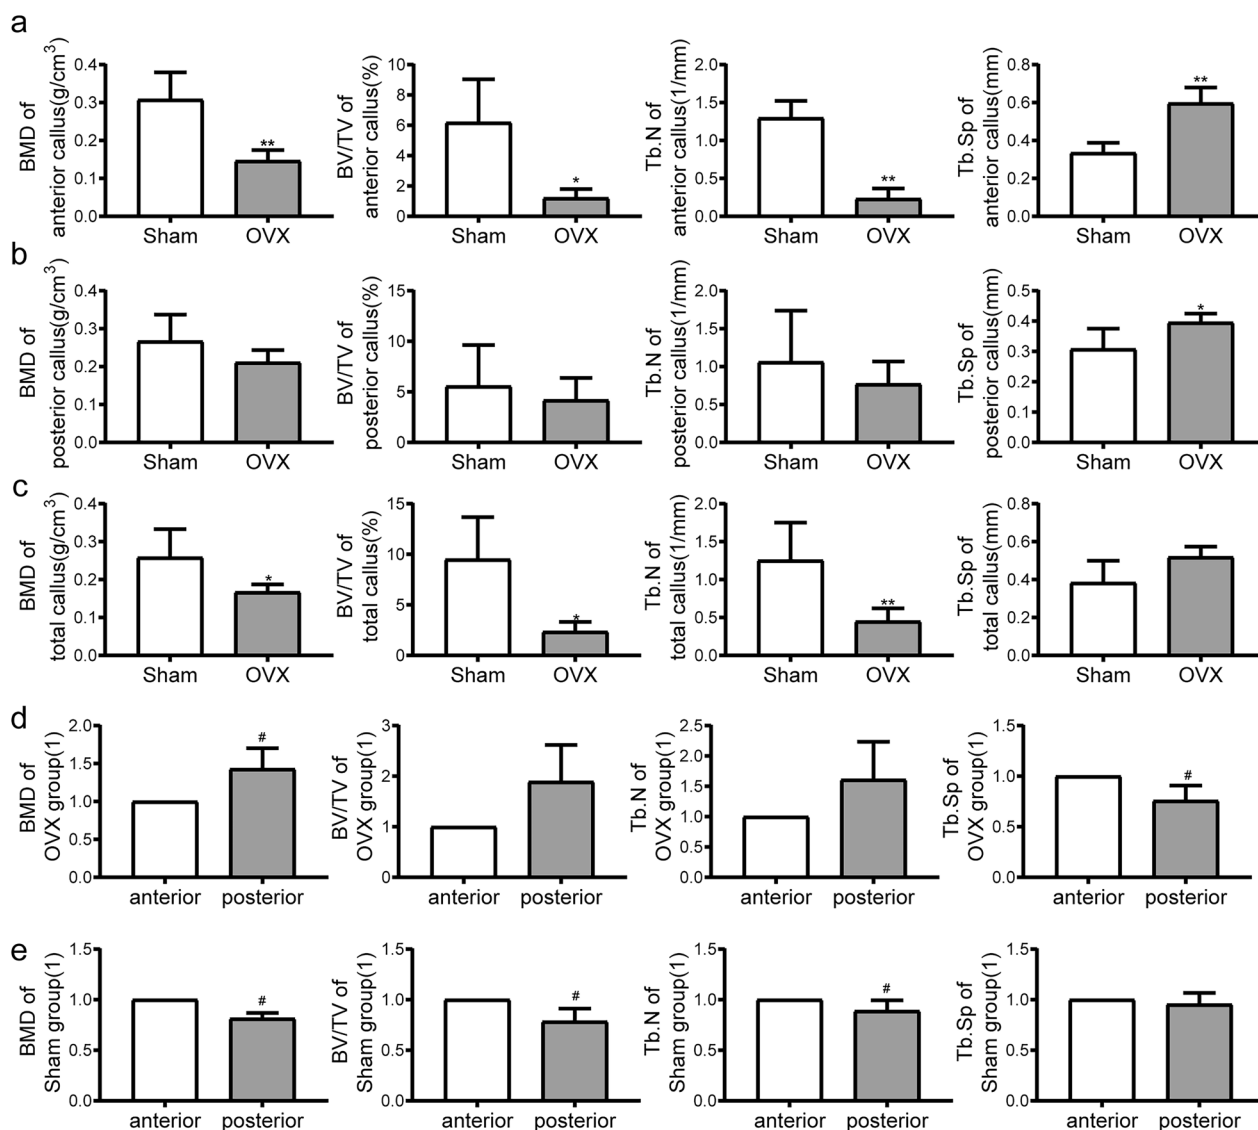 a
BMD of
anterior callus(g/cm³)
0.4
0.3
0.2
0.1
0.0
**
Sham OVX
BV/TV of
anterior callus(%)
10
8
6
4
2
0
*
Sham OVX
Tb.N of
anterior callus(1/mm)
2.0
1.5
1.0
0.5
0.0
**
Sham OVX
Tb.Sp of
anterior callus(mm)
0.8
0.6
0.4
0.2
0.0
**
Sham OVX
b
BMD of
posterior callus(g/cm³)
0.4
0.3
0.2
0.1
0.0
Sham OVX
BV/TV of
posterior callus(%)
15
10
5
0
Sham OVX
Tb.N of
posterior callus(1/mm)
2.0
1.5
1.0
0.5
0.0
Sham OVX
Tb.Sp of
posterior callus(mm)
0.5
0.4
0.3
0.2
0.1
0.0
*
Sham OVX
c
BMD of
total callus(g/cm³)
0.4
0.3
0.2
0.1
0.0
*
Sham OVX
BV/TV of
total callus(%)
15
10
5
0
*
Sham OVX
Tb.N of
total callus(1/mm)
2.0
1.5
1.0
0.5
0.0
**
Sham OVX
Tb.Sp of
total callus(mm)
0.8
0.6
0.4
0.2
0.0
Sham OVX
d
BMD of
OVX group(1)
2.0
1.5
1.0
0.5
0.0
#
anterior posterior
BV/TV of
OVX group(1)
3
2
1
0
anterior posterior
Tb.N of
OVX group(1)
2.5
2.0
1.5
1.0
0.5
0.0
anterior posterior
Tb.Sp of
OVX group(1)
1.5
1.0
0.5
0.0
#
anterior posterior
e
BMD of
Sham group(1)
1.5
1.0
0.5
0.0
#
anterior posterior
BV/TV of
Sham group(1)
1.5
1.0
0.5
0.0
#
anterior posterior
Tb.N of
Sham group(1)
1.5
1.0
0.5
0.0
#
anterior posterior
Tb.Sp of
Sham group(1)
1.5
1.0
0.5
0.0
anterior posterior